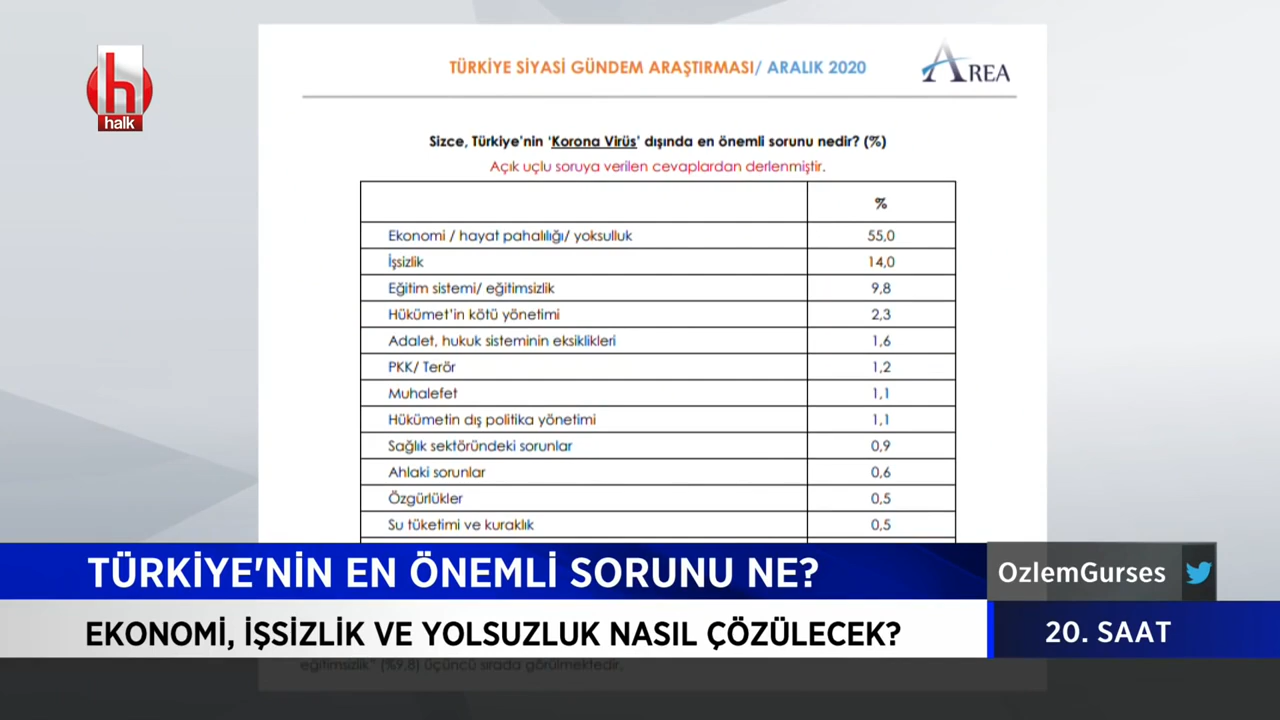 h
halk
TÜRKİYE SİYASİ GÜNDEM ARAŞTIRMASI/ ARALIK 2020
AREA
Sizce, Türkiye'nin 'Korona Virüs' dışında en önemli sorunu nedir? (%)
Açık uçlu soruya verilen cevaplardan derlenmiştir.
%
Ekonomi / hayat pahalılığı/ yoksulluk 55,0
İşsizlik 14,0
Eğitim sistemi/ eğitimsizlik 9,8
Hükümet'in kötü yönetimi 2,3
Adalet, hukuk sisteminin eksiklikleri 1,6
PKK/ Terör 1,2
Muhalefet 1,1
Hükümetin dış politika yönetimi 1,1
Sağlık sektöründeki sorunlar 0,9
Ahlaki sorunlar 0,6
Özgürlükler 0,5
Su tüketimi ve kuraklık 0,5
TÜRKİYE'NİN EN ÖNEMLİ SORUNU NE?
OzlemGurses
EKONOMİ, İŞSİZLİK VE YOLSUZLUK NASIL ÇÖZÜLECEK?
20. SAAT
eğitimsizlik" (%9,8) üçüncü sırada görülmektedir.